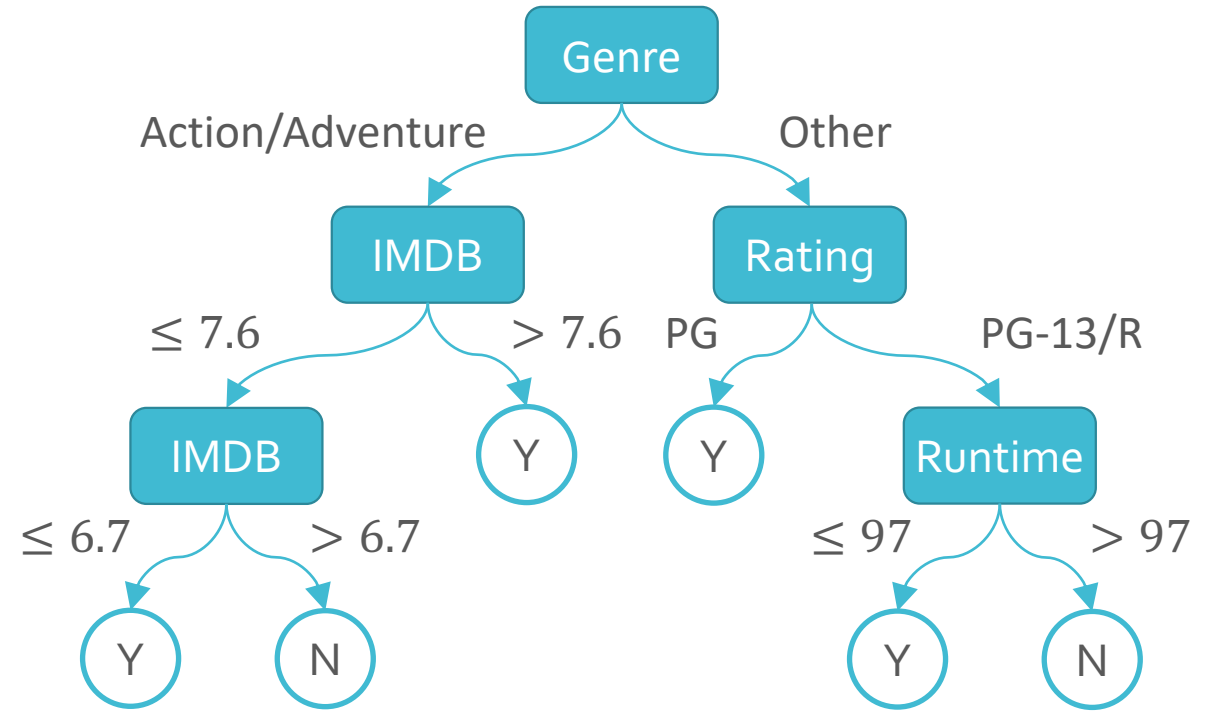 Genre
Action/Adventure
Other
IMDB
Rating
≤ 7.6
> 7.6
PG
PG-13/R
IMDB
Y
Y
Runtime
≤ 6.7
> 6.7
≤ 97
> 97
Y
N
Y
N